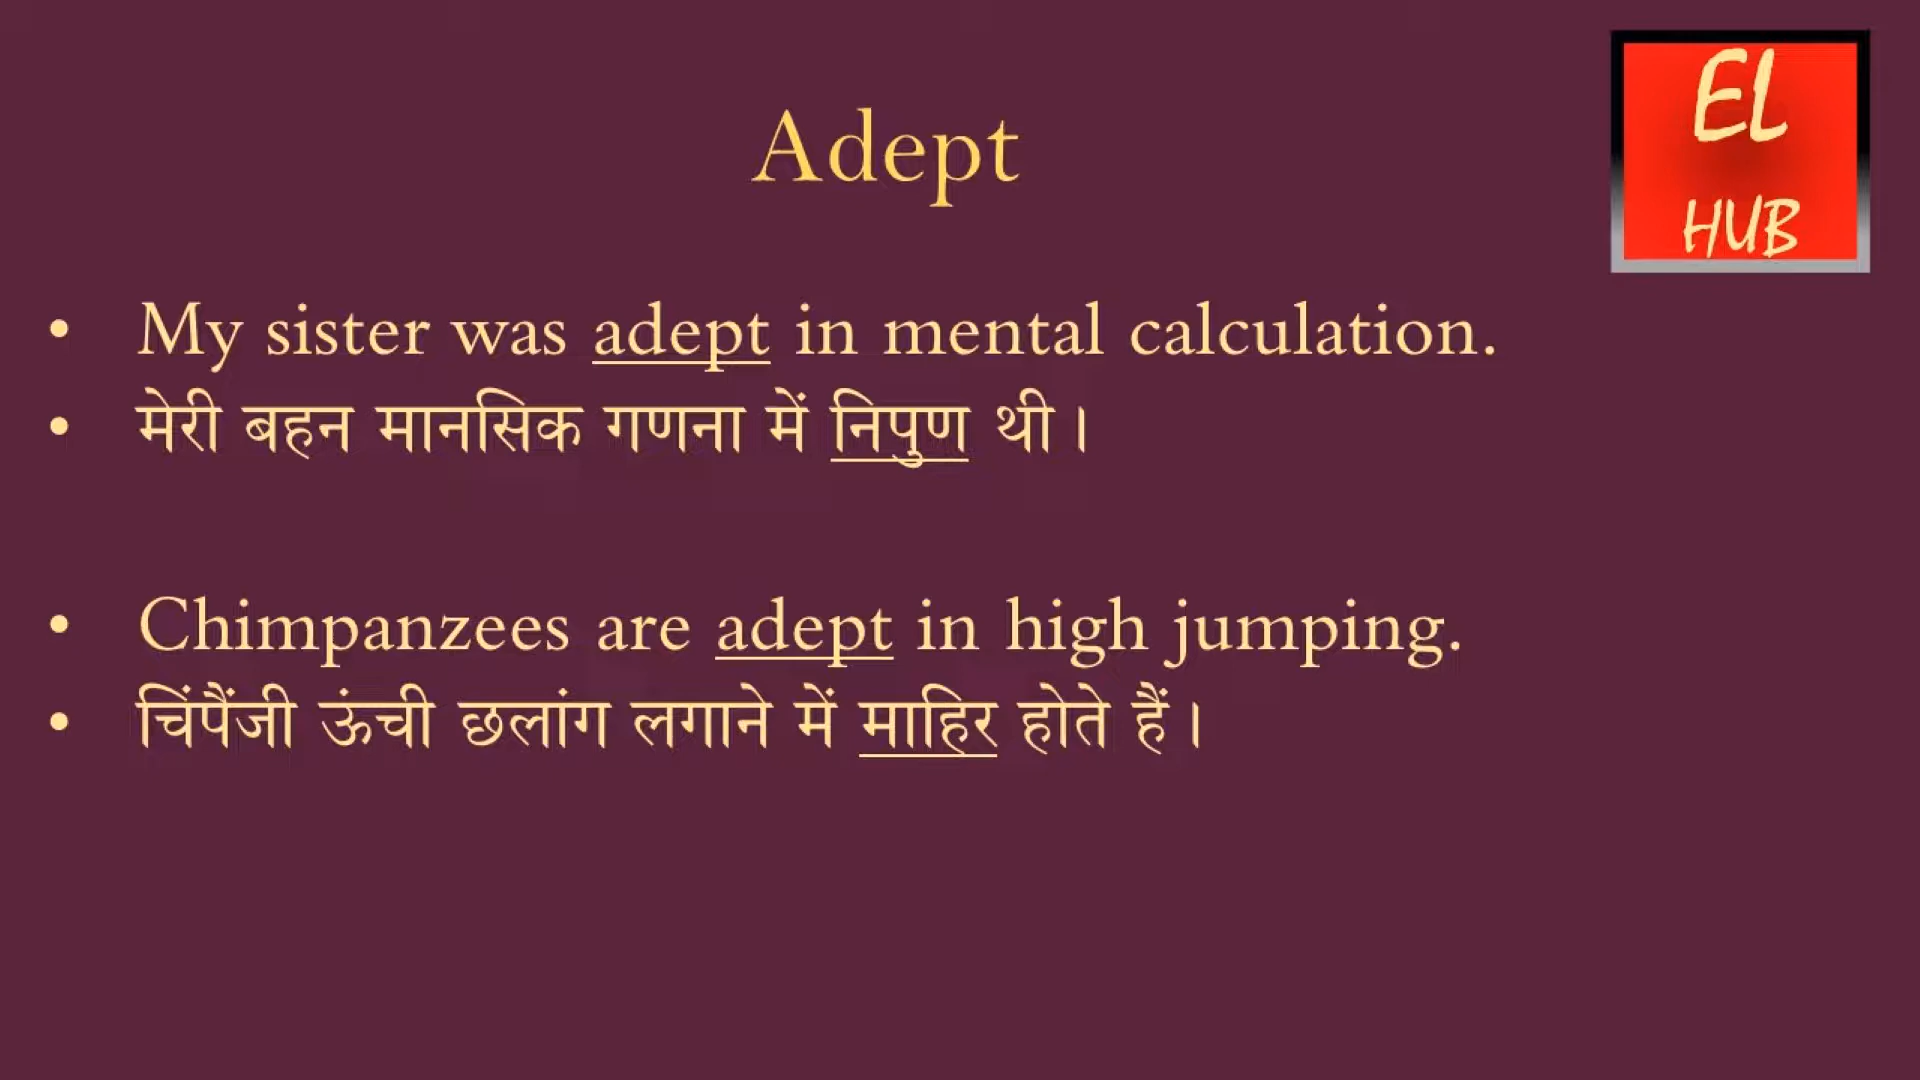 EL
HUB
Adept
• My sister was adept in mental calculation.
• मेरी बहन मानसिक गणना में निपुण थी।
• Chimpanzees are adept in high jumping.
• चिंपैंजी ऊंची छलांग लगाने में माहिर होते हैं।